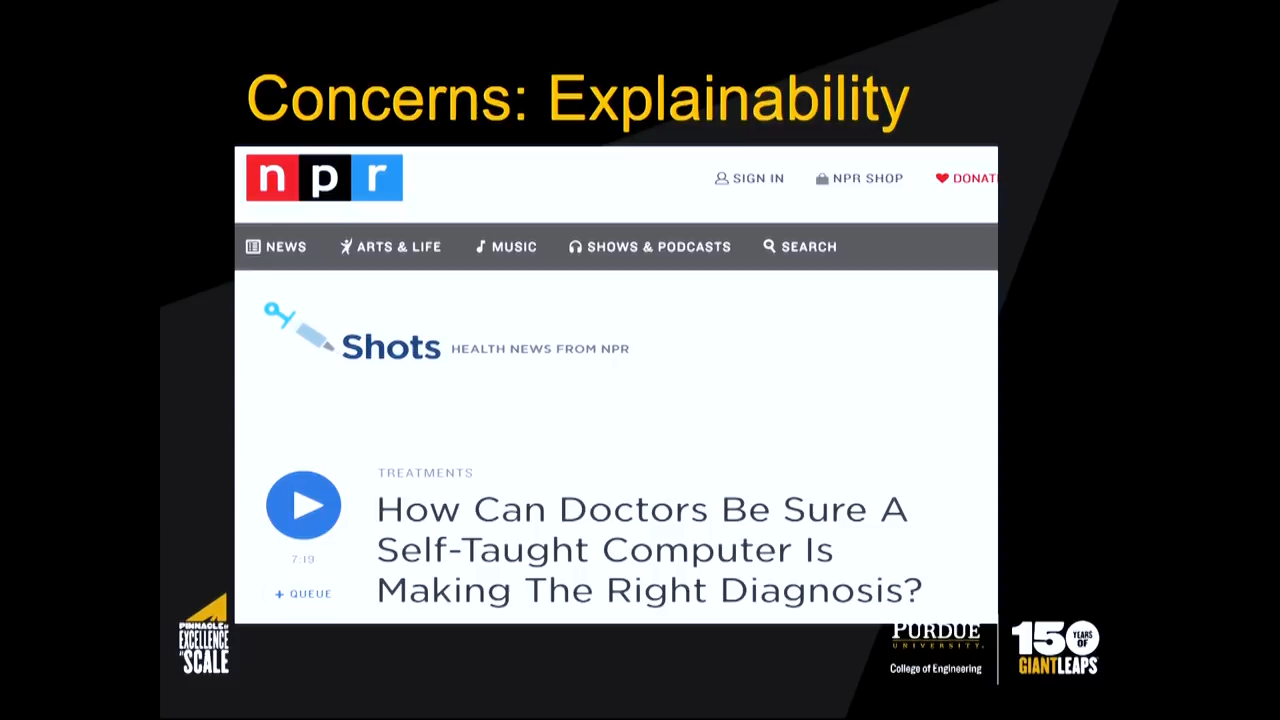 Concerns: Explainability
npr
SIGN IN
NPR SHOP
DONAT
NEWS
ARTS & LIFE
MUSIC
SHOWS & PODCASTS
SEARCH
Shots
HEALTH NEWS FROM NPR
TREATMENTS
How Can Doctors Be Sure A
Self-Taught Computer Is
Making The Right Diagnosis?
7:19
+ QUEUE
PINNACLE OF
EXCELLENCE
AT SCALE
PURDUE
UNIVERSITY
College of Engineering
150 YEARS OF
GIANT LEAPS